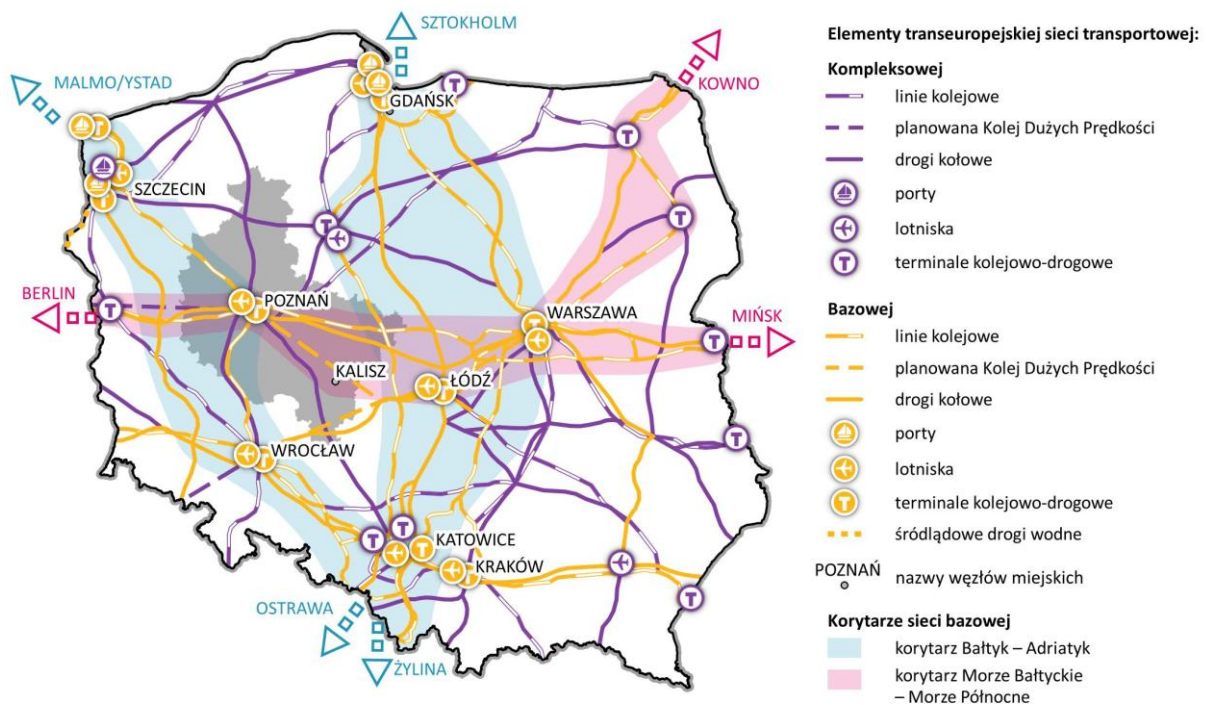 SZTOKHOLM
MALMO/YSTAD
KOWNO
GDAŃSK
SZCZECIN
BERLIN
POZNAŃ
WARSZAWA
MIŃSK
KALISZ
ŁÓDŹ
WROCŁAW
KATOWICE
KRAKÓW
OSTRAWA
ŻYLINA
Elementy transeuropejskiej sieci transportowej:
Kompleksowej
linie kolejowe
planowana Kolej Dużych Prędkości
drogi kołowe
porty
lotniska
T terminale kolejowo-drogowe
Bazowej
linie kolejowe
planowana Kolej Dużych Prędkości
drogi kołowe
porty
lotniska
T terminale kolejowo-drogowe
śródlądowe drogi wodne
POZNAŃ nazwy węzłów miejskich
Korytarze sieci bazowej
korytarz Bałtyk – Adriatyk
korytarz Morze Bałtyckie
– Morze Północne